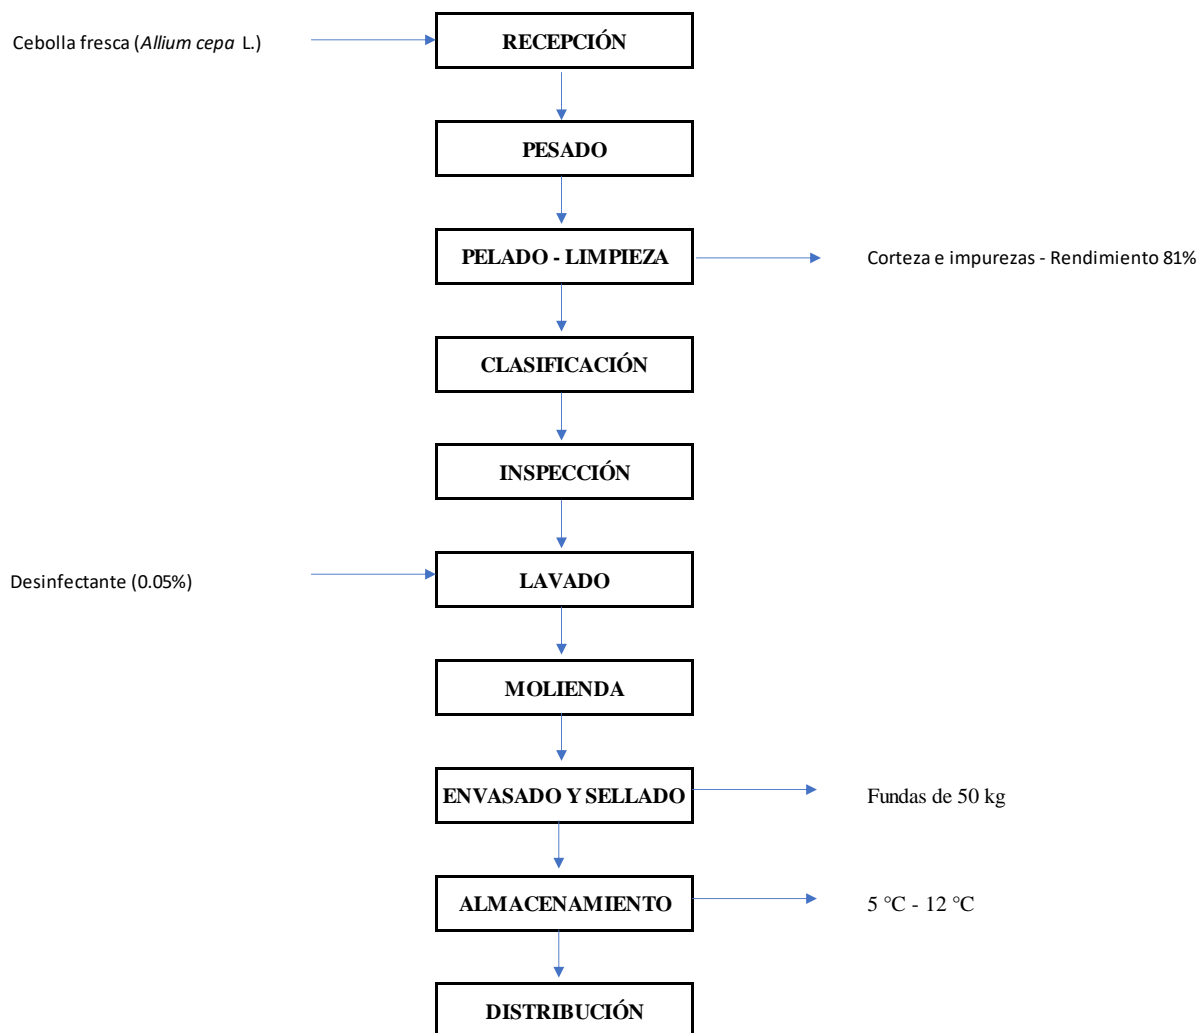 Cebolla fresca (Allium cepa L.)
RECEPCIÓN
PESADO
PELADO - LIMPIEZA
Corteza e impurezas - Rendimiento 81%
CLASIFICACIÓN
INSPECCIÓN
Desinfectante (0.05%)
LAVADO
MOLIENDA
ENVASADO Y SELLADO
Fundas de 50 kg
ALMACENAMIENTO
5 °C - 12 °C
DISTRIBUCIÓN